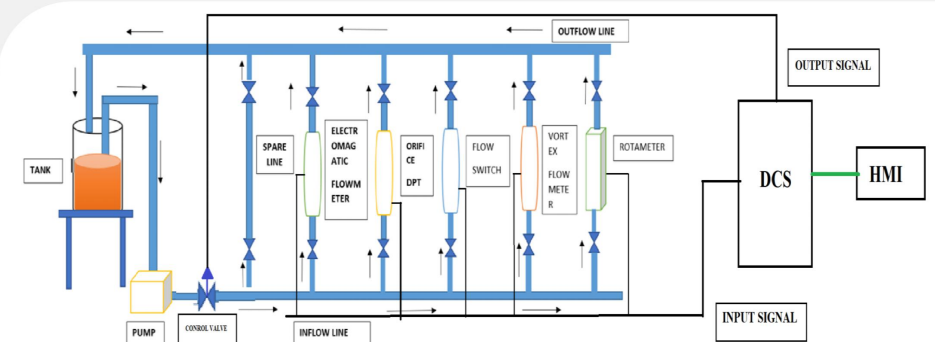 OUTFLOW LINE
OUTPUT SIGNAL
TANK
SPARE
LINE
ELECTR
OMAG
ATIC
FLOWM
ETER
ORIFI
CE
DPT
FLOW
SWITCH
VORT
EX
FLOW
METE
R
ROTAMETER
DCS
HMI
PUMP
CONROL VALVE
INFLOW LINE
INPUT SIGNAL